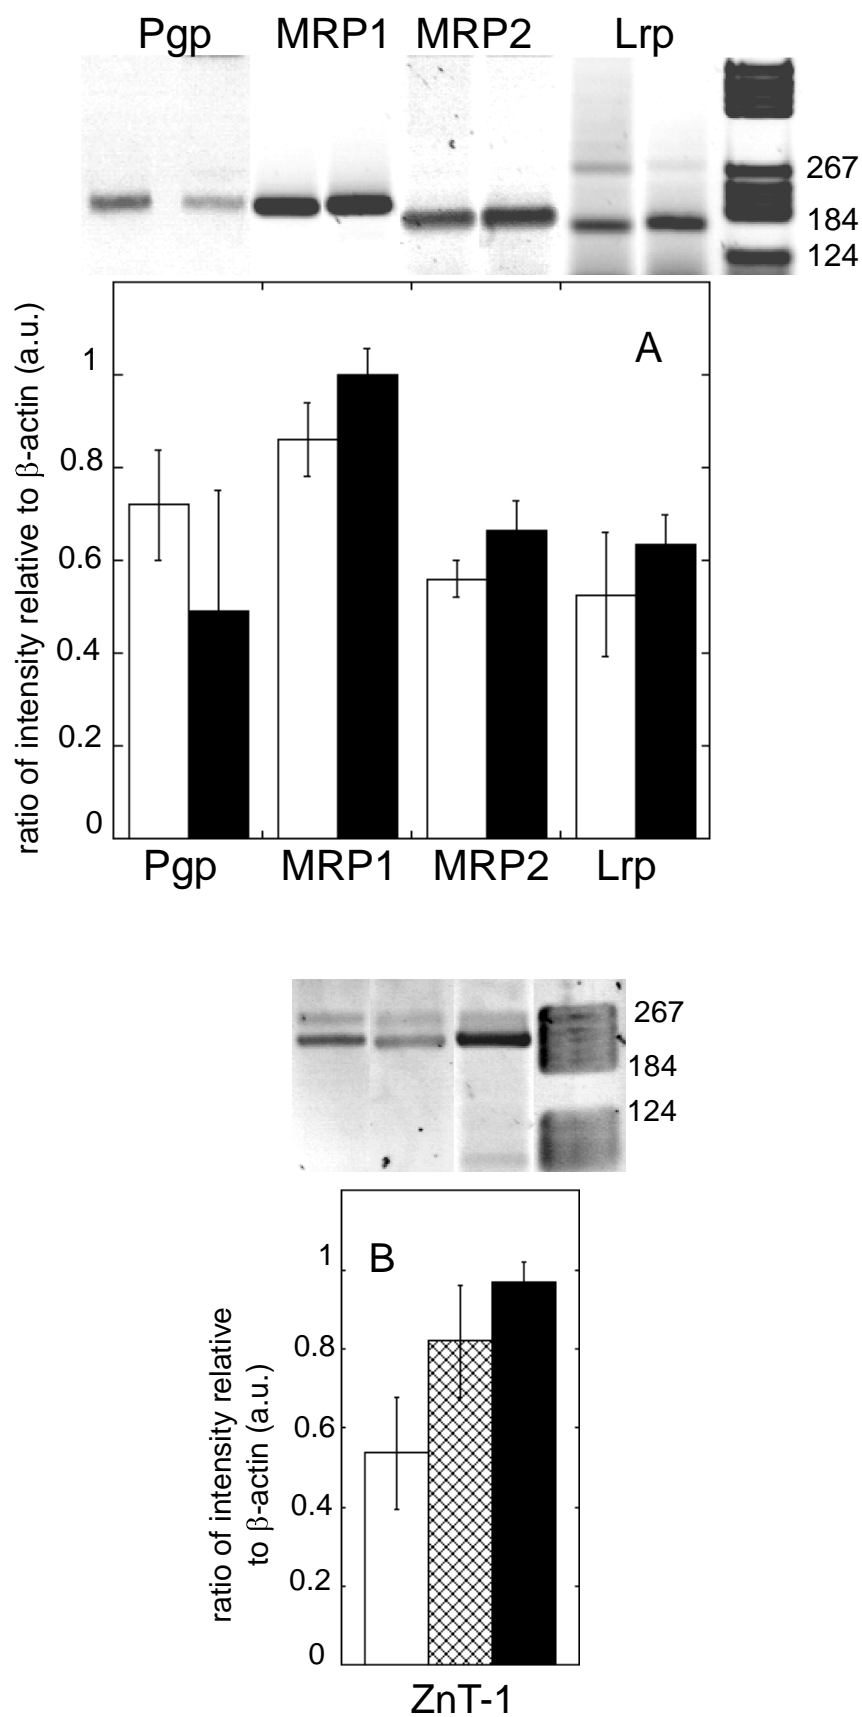 Pgp MRP1 MRP2 Lrp
267
184
124
ratio of intensity relative to β-actin (a.u.)
A
1
0.8
0.6
0.4
0.2
0
Pgp MRP1 MRP2 Lrp
267
184
124
ratio of intensity relative
to β-actin (a.u.)
B
1
0.8
0.6
0.4
0.2
0
ZnT-1